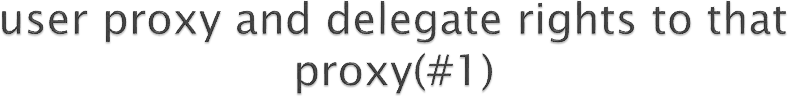 user proxy and delegate rights to that
proxy(#1)